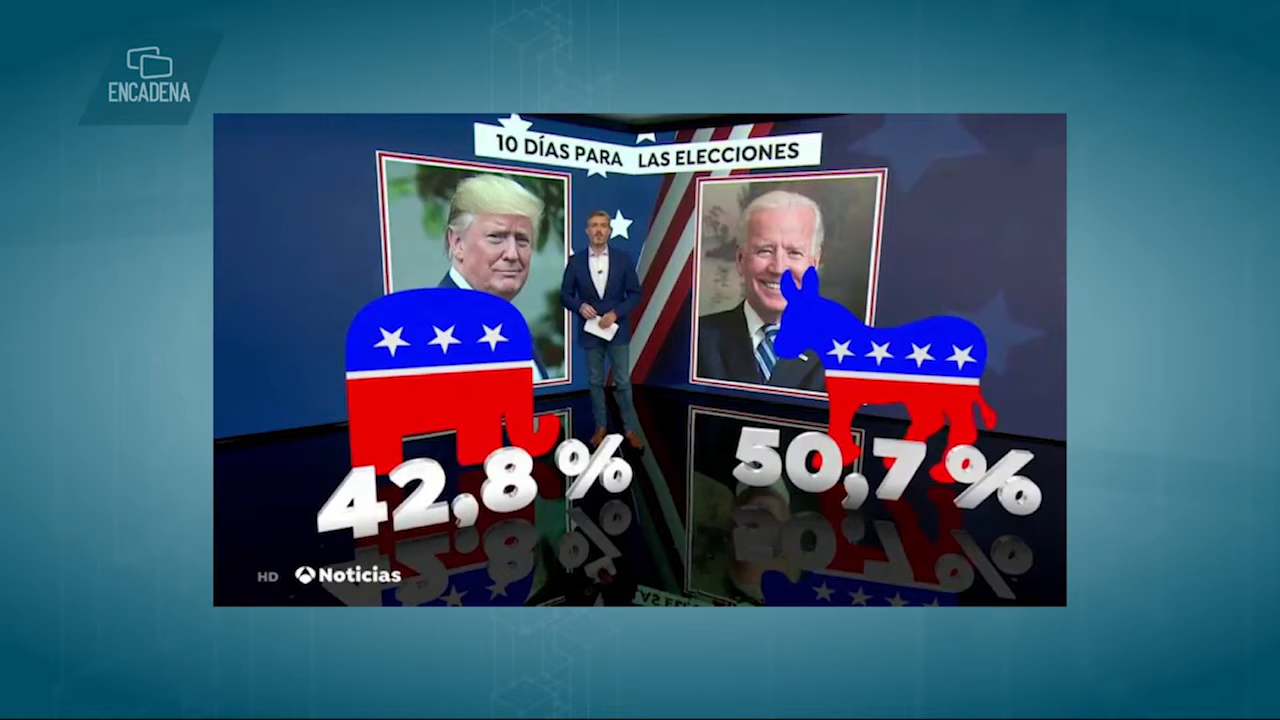 ENCADENA
10 DÍAS PARA LAS ELECCIONES
42,8%
50,7%
HD Noticias